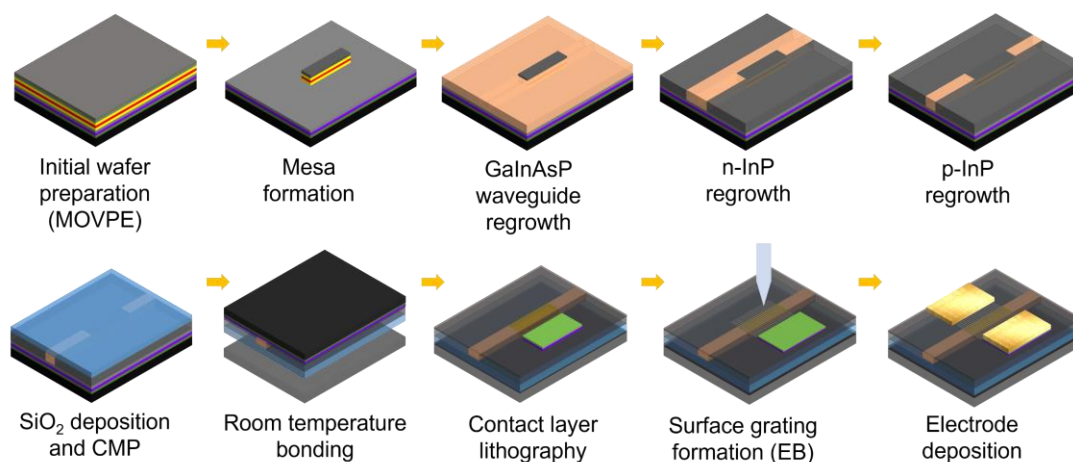 Initial wafer
preparation
(MOVPE)
Mesa
formation
GaInAsP
waveguide
regrowth
n-InP
regrowth
p-InP
regrowth
SiO₂ deposition
and CMP
Room temperature
bonding
Contact layer
lithography
Surface grating
formation (EB)
Electrode
deposition